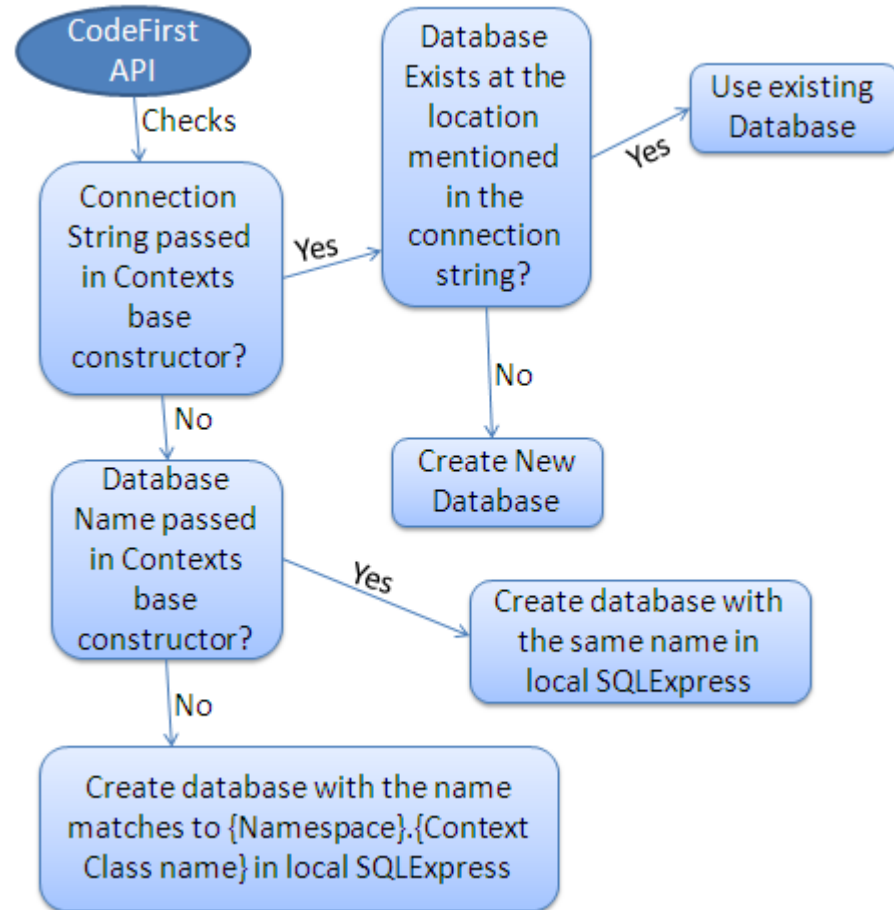 CodeFirst
API
Checks
Connection
String passed
in Contexts
base
constructor?
Yes
Database
Exists at the
location
mentioned
in the
connection
string?
Yes
Use existing
Database
No
Create New
Database
No
Database
Name passed
in Contexts
base
constructor?
Yes
Create database with
the same name in
local SQLExpress
No
Create database with the name
matches to {Namespace}.{Context
Class name} in local SQLExpress